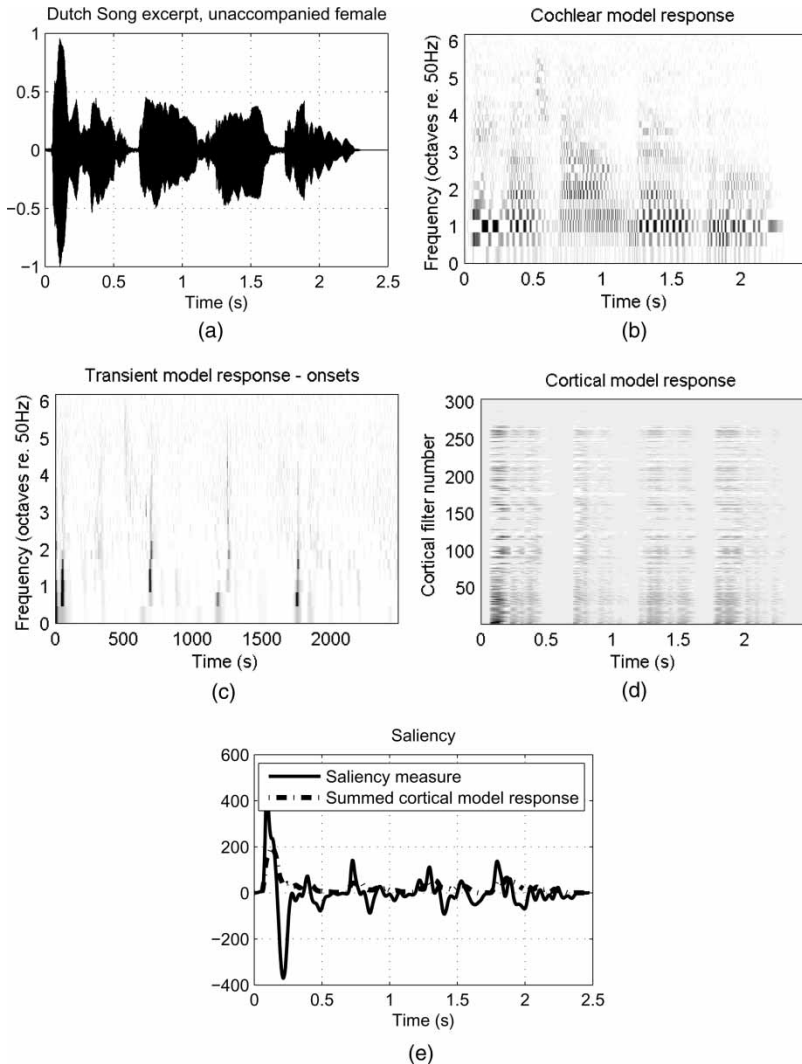 Dutch Song excerpt, unaccompanied female
1
0.5
0
−0.5
−1
0 0.5 1 1.5 2 2.5
Time (s)
(a)
Cochlear model response
Frequency (octaves re. 50Hz)
6
5
4
3
2
1
0
0 0.5 1 1.5 2
Time (s)
(b)
Transient model response - onsets
Frequency (octaves re. 50Hz)
6
5
4
3
2
1
0
0 500 1000 1500 2000
Time (s)
(c)
Cortical model response
Cortical filter number
300
250
200
150
100
50
0 0.5 1 1.5 2
Time (s)
(d)
Saliency
600
400
200
0
−200
−400
Saliency measure
Summed cortical model response
0 0.5 1 1.5 2 2.5
Time (s)
(e)